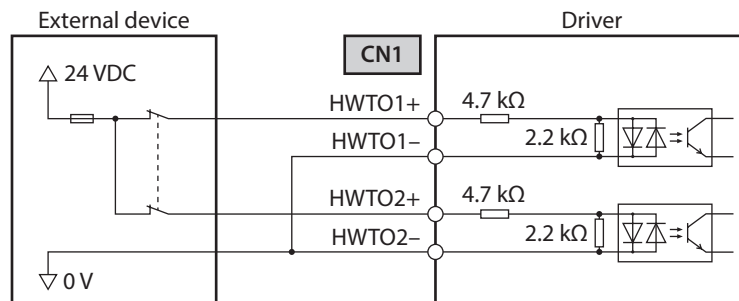 External device
Driver
CN1
24 VDC
HWTO1+
4.7 kΩ
HWTO1−
2.2 kΩ
HWTO2+
4.7 kΩ
HWTO2−
2.2 kΩ
0 V